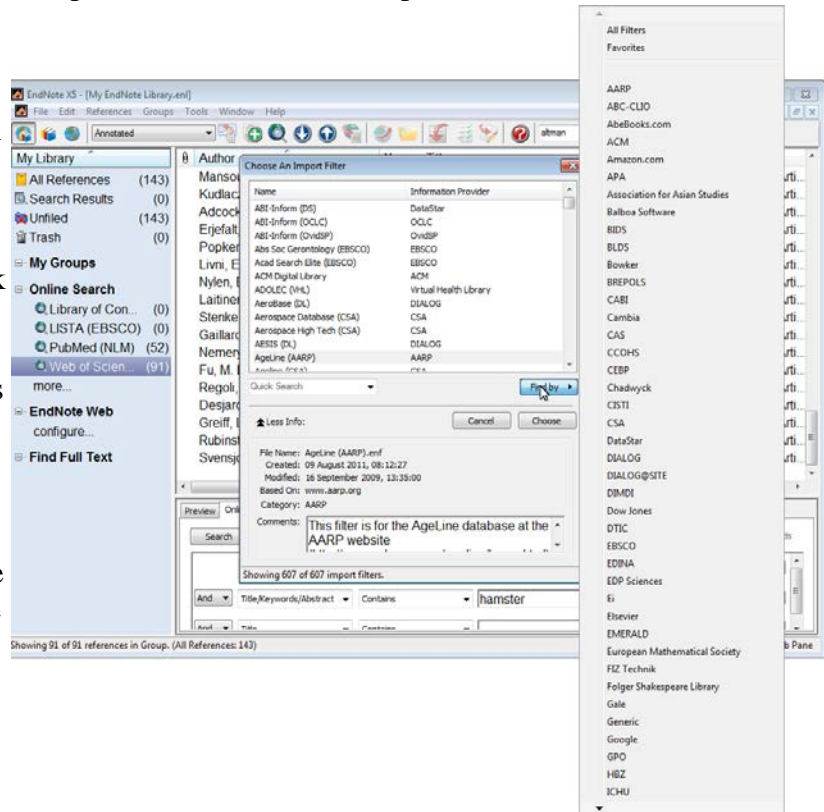 EndNote X5 - [My EndNote Library.enl]
File Edit References Groups Tools Window Help
Annotated
altman
My Library
All References (143)
Search Results (0)
Unfiled (143)
Trash (0)
My Groups
Online Search
Library of Con... (0)
LISTA (EBSCO) (0)
PubMed (NLM) (52)
Web of Scien... (91)
more...
EndNote Web
configure...
Find Full Text
Author
Kudlac
Adcock
Erjefalt,
Popker
Livni, E
Nylen,
Laitine
Stenke
Gaillard
Nemery
Fu, M.
Regoli,
Desjard
Greiff,
Rubinst
Svensjo
Choose An Import Filter
Name Information Provider
ABI-Inform (DS) DataStar
ABI-Inform (OCLC) OCLC
ABI-Inform (OvidSP) OvidSP
Abs Soc Gerontology (EBSCO) EBSCO
Acad Search Elite (EBSCO) EBSCO
ACM Digital Library ACM
ADOLEC (VHL) Virtual Health Library
AeroBase (DL) DIALOG
Aerospace Database (CSA) CSA
Aerospace High Tech (CSA) CSA
AESIS (DL) DIALOG
AgeLine (AARP) AARP
Quick Search
Find by
Less Info:
Cancel Choose
File Name: AgeLine (AARP).enf
Created: 09 August 2011, 08:12:27
Modified: 16 September 2009, 13:35:00
Based On: www.aarp.org
Category: AARP
Comments: This filter is for the AgeLine database at the
AARP website
Showing 607 of 607 import filters.
Preview
Search
And Title/Keywords/Abstract Contains hamster
And Title Contains
Showing 91 of 91 references in Group. (All References: 143)
b Pane
All Filters
Favorites
AARP
ABC-CLIO
AbeBooks.com
ACM
Amazon.com
APA
Association for Asian Studies
Balboa Software
BIDS
BLDS
Bowker
BREPOLS
CABI
Cambia
CAS
CCOHS
CEBP
Chadwyck
CISTI
CSA
DataStar
DIALOG
DIALOG@SITE
DIMDI
Dow Jones
DTIC
EBSCO
EDINA
EDP Sciences
Ei
Elsevier
EMERALD
European Mathematical Society
FIZ Technik
Folger Shakespeare Library
Gale
Generic
Google
GPO
HBZ
ICHU